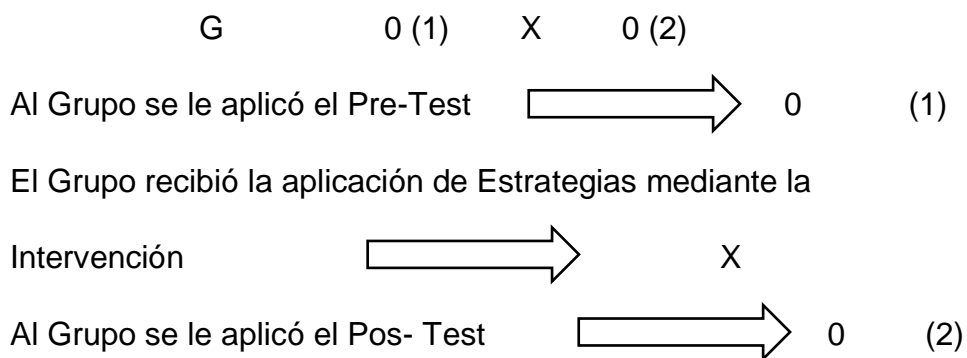 G 0 (1) X 0 (2)
Al Grupo se le aplicó el Pre-Test 0 (1)
El Grupo recibió la aplicación de Estrategias mediante la
Intervención X
Al Grupo se le aplicó el Pos- Test 0 (2)